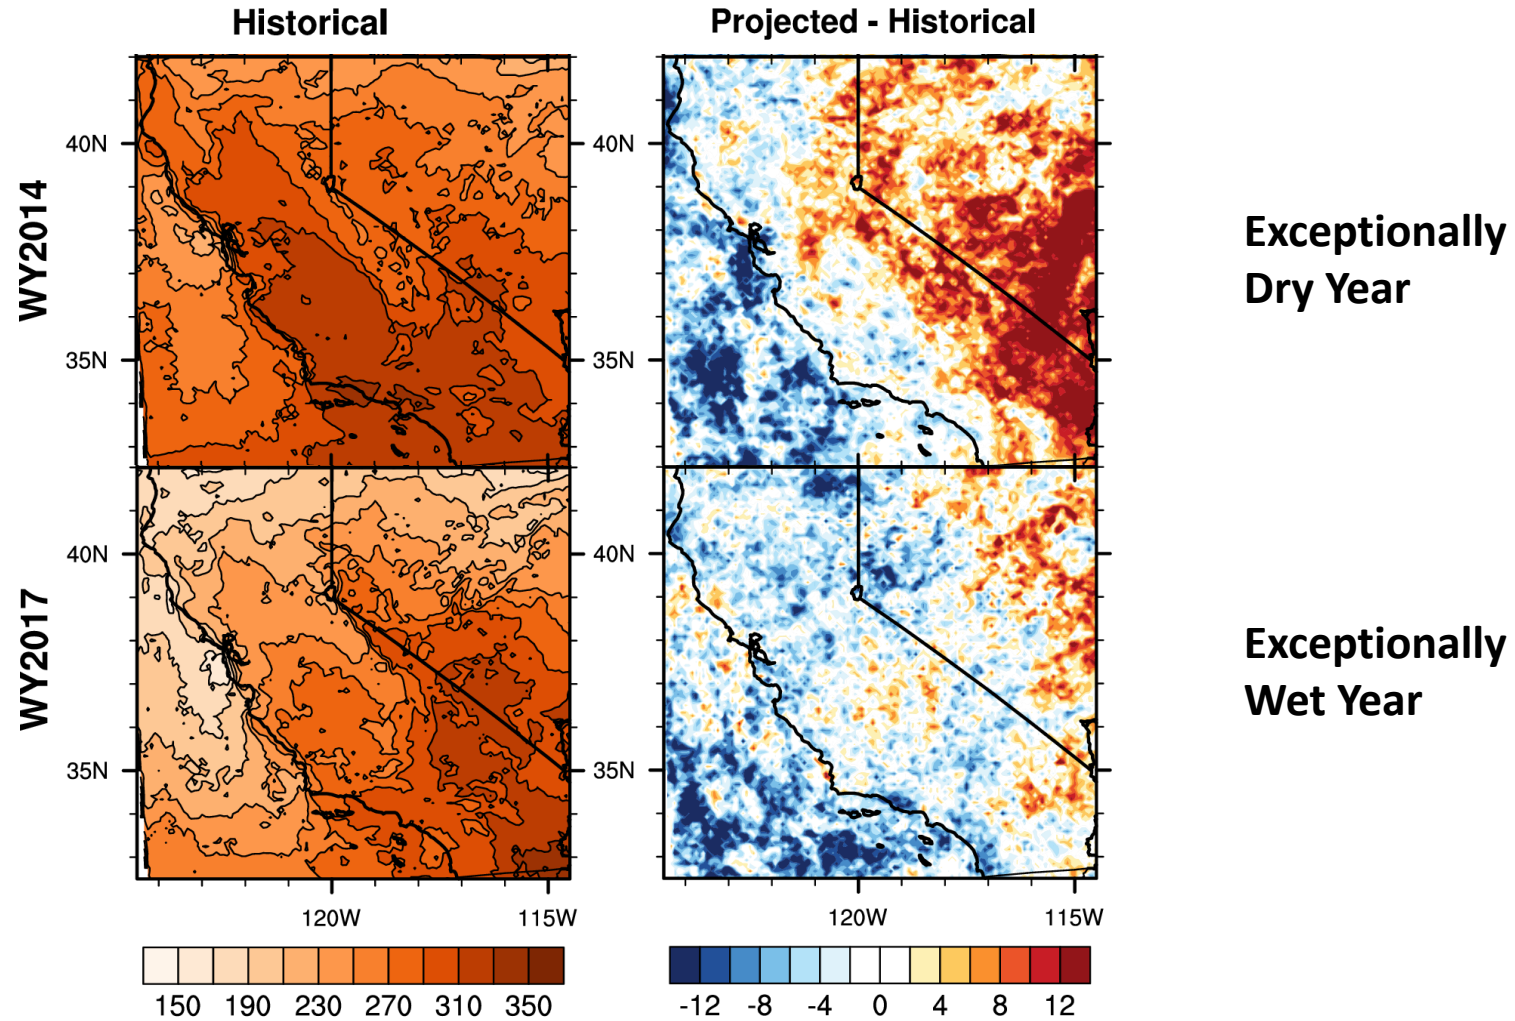 Historical
Projected - Historical
WY2014
40N
35N
40N
35N
Exceptionally
Dry Year
WY2017
40N
35N
40N
35N
Exceptionally
Wet Year
120W
115W
120W
115W
150 190 230 270 310 350
-12 -8 -4 0 4 8 12